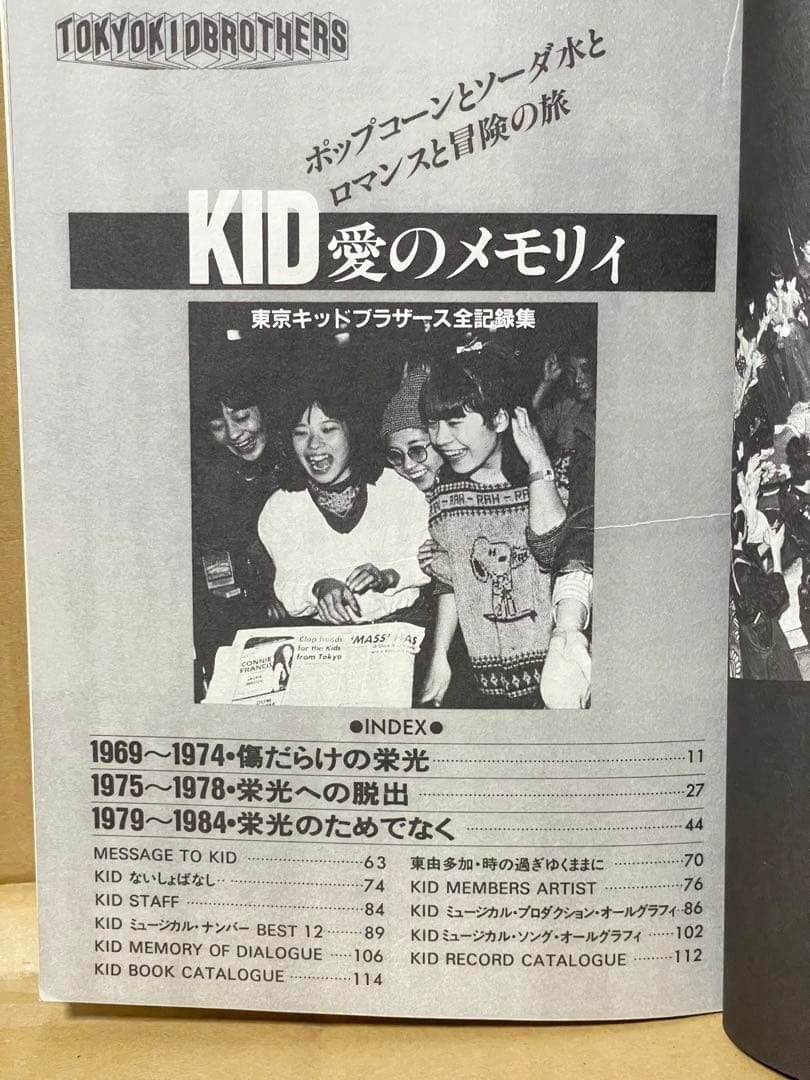 TOKYOKIDBROTHERS
ポップコーンとソーダ水と
ロマンスと冒険の旅
KID 愛のメモリィ
東京キッドブラザース全記録集
RAH-RAH-RA
Clap hands
for the Kids
from Tokyo
'MASS' HAS
CONNIE
FRANCIS
●INDEX●
1969〜1974•傷だらけの栄光 11
1975〜1978•栄光への脱出 27
1979〜1984•栄光のためでなく 44
MESSAGE TO KID 63
KID ないしょばなし 74
KID STAFF 84
KID ミュージカル・ナンバー BEST 12 89
KID MEMORY OF DIALOGUE 106
KID BOOK CATALOGUE 114
東由多加・時の過ぎゆくままに 70
KID MEMBERS ARTIST 76
KID ミュージカル・プロダクション・オールグラフィ 86
KID ミュージカル・ソング・オールグラフィ 102
KID RECORD CATALOGUE 112